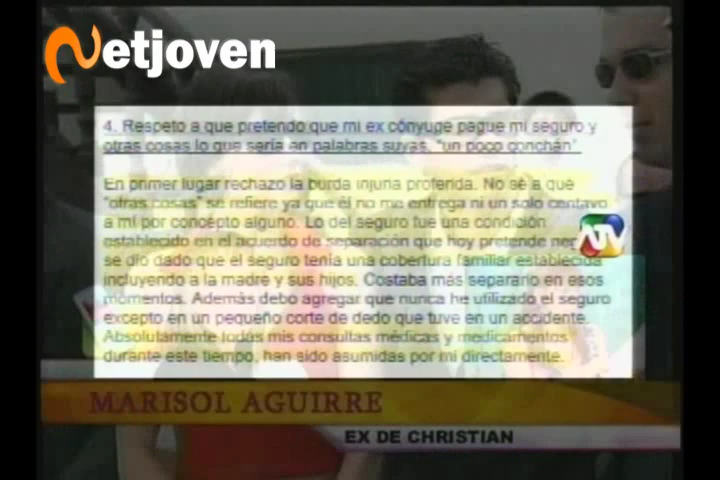 netjoven
4. Respeto a que pretendo que mi ex cónyuge pague mi seguro y
otras cosas lo que sería en palabras suyas, "un poco conchán"
En primer lugar rechazo la burda injuria proferida. No sé a qué
"otras cosas" se refiere ya que él no me entrega ni un solo centavo
a mí por concepto alguno. Lo del seguro fue una condición
establecido en el acuerdo de separación que hoy pretende
se dio dado que el seguro tenía una cobertura familiar establecida
incluyendo a la madre y sus hijos. Costaba más separarlo en esos
momentos. Además debo agregar que nunca he utilizado el seguro
excepto en un pequeño corte de dedo que tuve en un accidente.
Absolutamente todas mis consultas médicas y medicamentos
durante este tiempo, han sido asumidas por mi directamente.
ATV
MARISOL AGUIRRE
EX DE CHRISTIAN